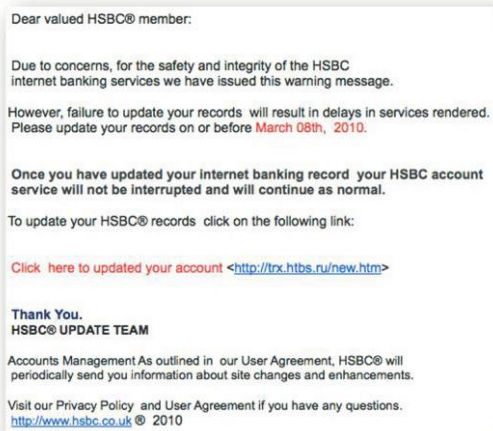 Dear valued HSBC® member:
Due to concerns, for the safety and integrity of the HSBC
internet banking services we have issued this warning message.
However, failure to update your records will result in delays in services rendered.
Please update your records on or before March 08th, 2010.
Once you have updated your internet banking record your HSBC account
service will not be interrupted and will continue as normal.
To update your HSBC® records click on the following link:
Click here to updated your account <http://trx.htbs.ru/new.htm>
Thank You.
HSBC® UPDATE TEAM
Accounts Management As outlined in our User Agreement, HSBC® will
periodically send you information about site changes and enhancements.
Visit our Privacy Policy and User Agreement if you have any questions.
http://www.hsbc.co.uk ® 2010